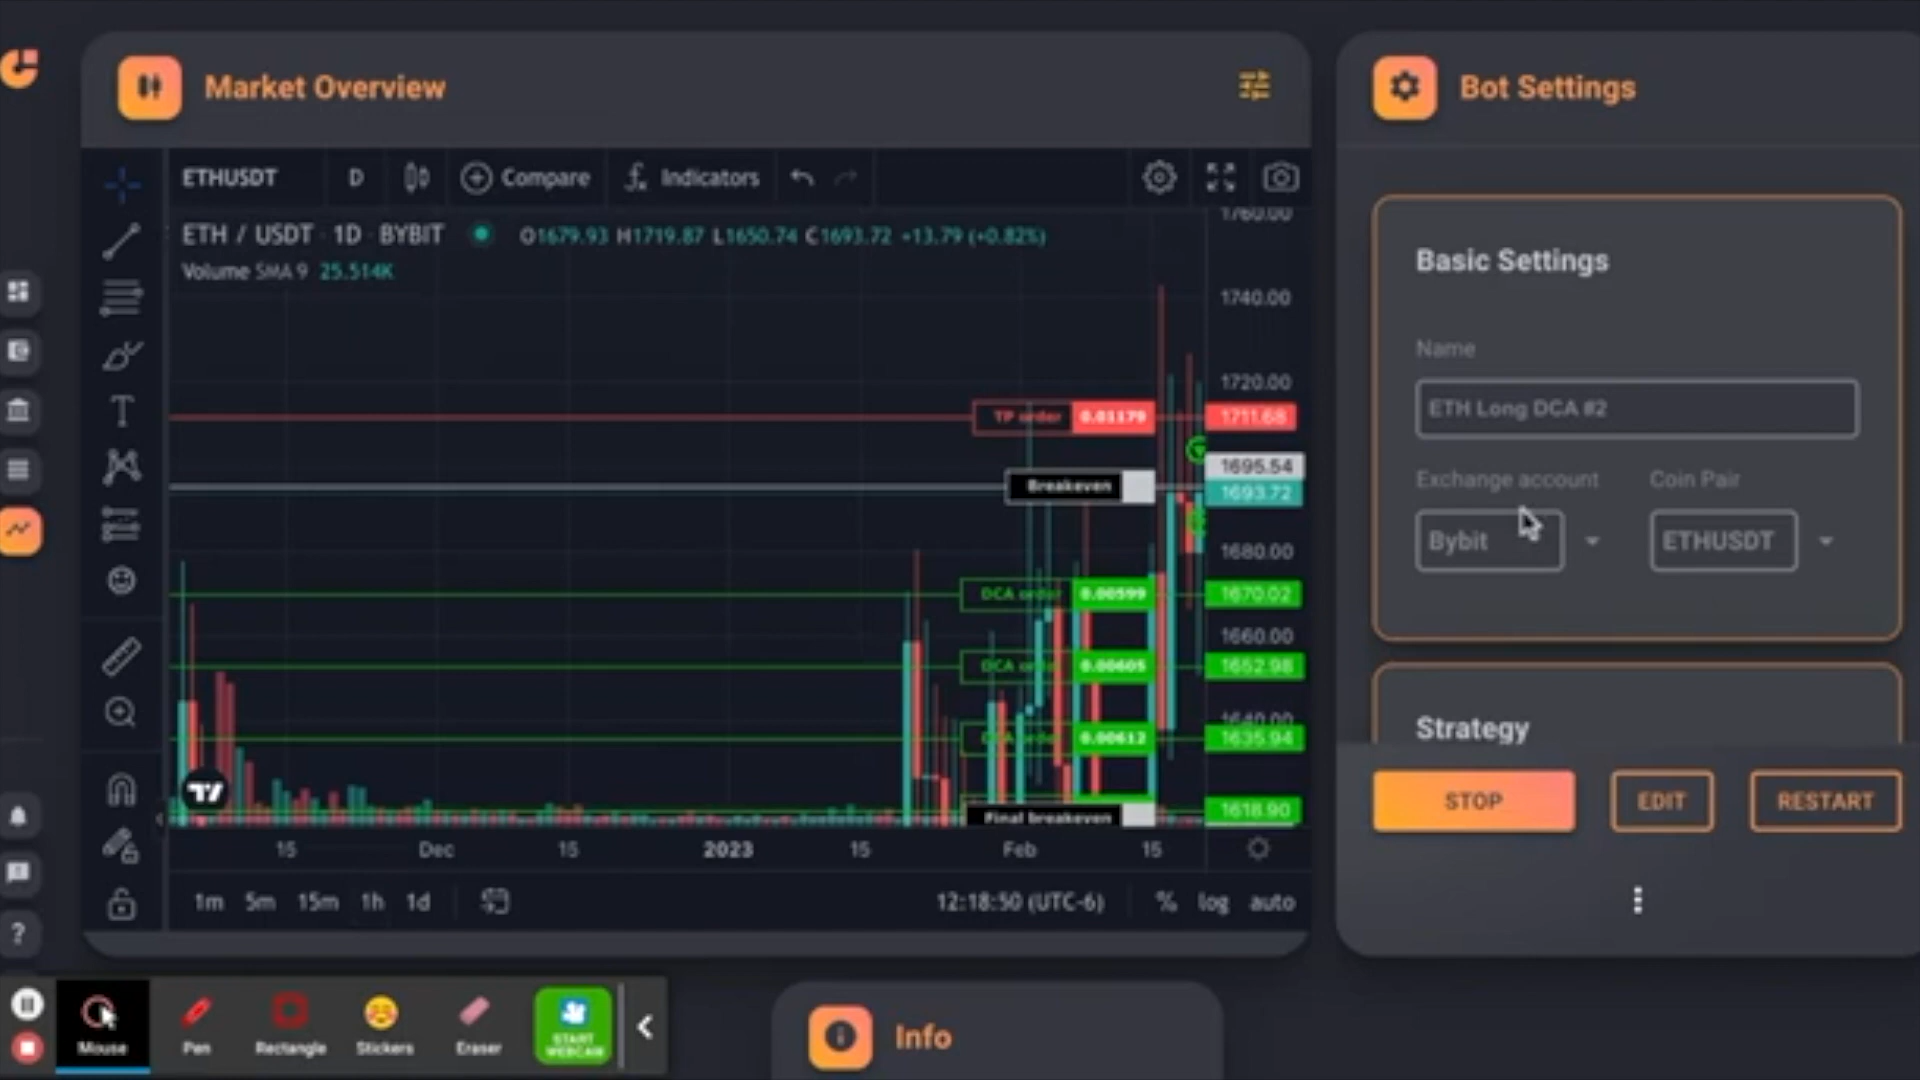 Market Overview
Bot Settings
ETHUSDT D Compare Indicators
ETH / USDT · 1D · BYBIT O1679.93 H1719.87 L1650.74 C1693.72 +13.79 (+0.82%)
Volume SMA 9 25.514K
1760.00
1740.00
1720.00
TP order 0.01179 1711.68
1695.54
Breakeven
1693.72
1680.00
DCA order 0.00599 1670.02
1660.00
DCA order 0.00605 1652.98
1640.00
DCA order 0.00612 1635.94
1618.90
Final breakeven
15 Dec 15 2023 15 Feb 15
1m 5m 15m 1h 1d 12:18:50 (UTC-6) % log auto
Basic Settings
Name
ETH Long DCA #2
Exchange account Coin Pair
Bybit ETHUSDT
Strategy
STOP EDIT RESTART
Mouse Pen Rectangle Stickers Eraser START WEBCAM
Info